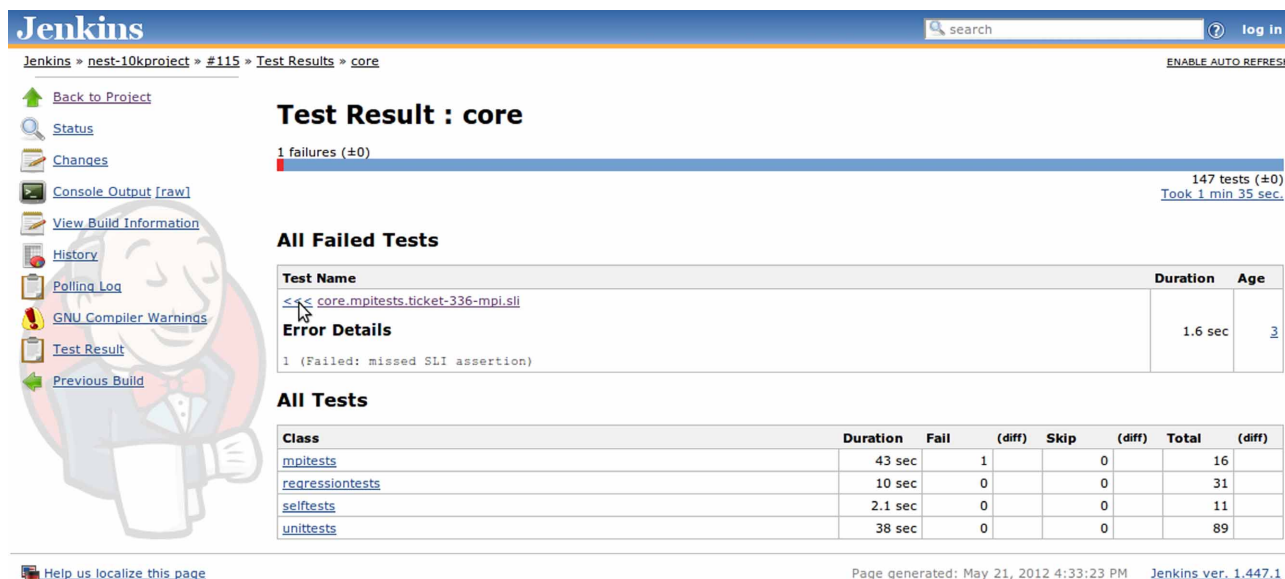 Jenkins
search
log in
Jenkins » nest-10kproject » #115 » Test Results » core
ENABLE AUTO REFRESH
Back to Project
Status
Changes
Console Output [raw]
View Build Information
History
Polling Log
GNU Compiler Warnings
Test Result
Previous Build
Test Result : core
1 failures (±0)
147 tests (±0)
Took 1 min 35 sec.
All Failed Tests
Test Name Duration Age
<<< core.mpitests.ticket-336-mpi.sli 1.6 sec 3
Error Details
1 (Failed: missed SLI assertion)
All Tests
Class Duration Fail (diff) Skip (diff) Total (diff)
mpitests 43 sec 1 0 16
regressiontests 10 sec 0 0 31
selftests 2.1 sec 0 0 11
unittests 38 sec 0 0 89
Help us localize this page
Page generated: May 21, 2012 4:33:23 PM Jenkins ver. 1.447.1